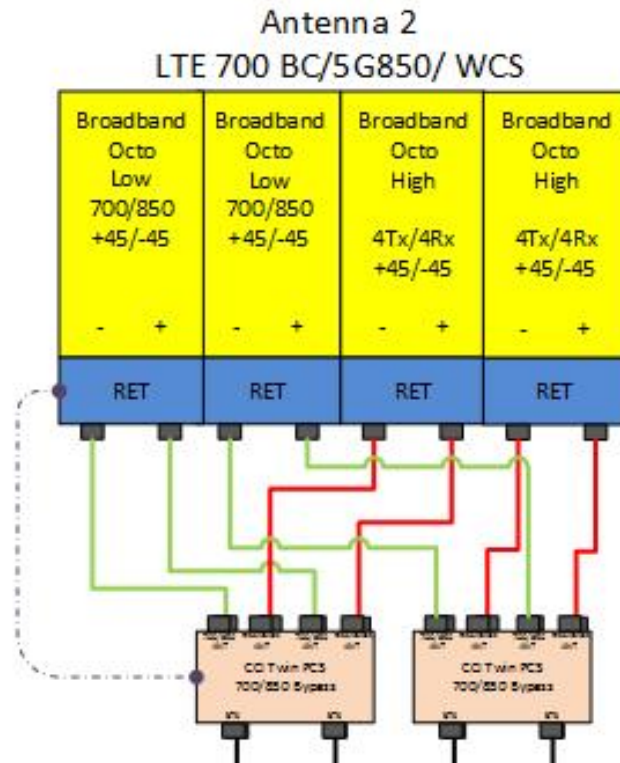 Antenna 2
LTE 700 BC/5G850/ WCS
Broadband
Octo
Low
700/850
+45/-45
- +
Broadband
Octo
Low
700/850
+45/-45
- +
Broadband
Octo
High
4Tx/4Rx
+45/-45
- +
Broadband
Octo
High
4Tx/4Rx
+45/-45
- +
RET
RET
RET
RET
CCI Twin PCS
700/850 Bypass
CCI Twin PCS
700/850 Bypass